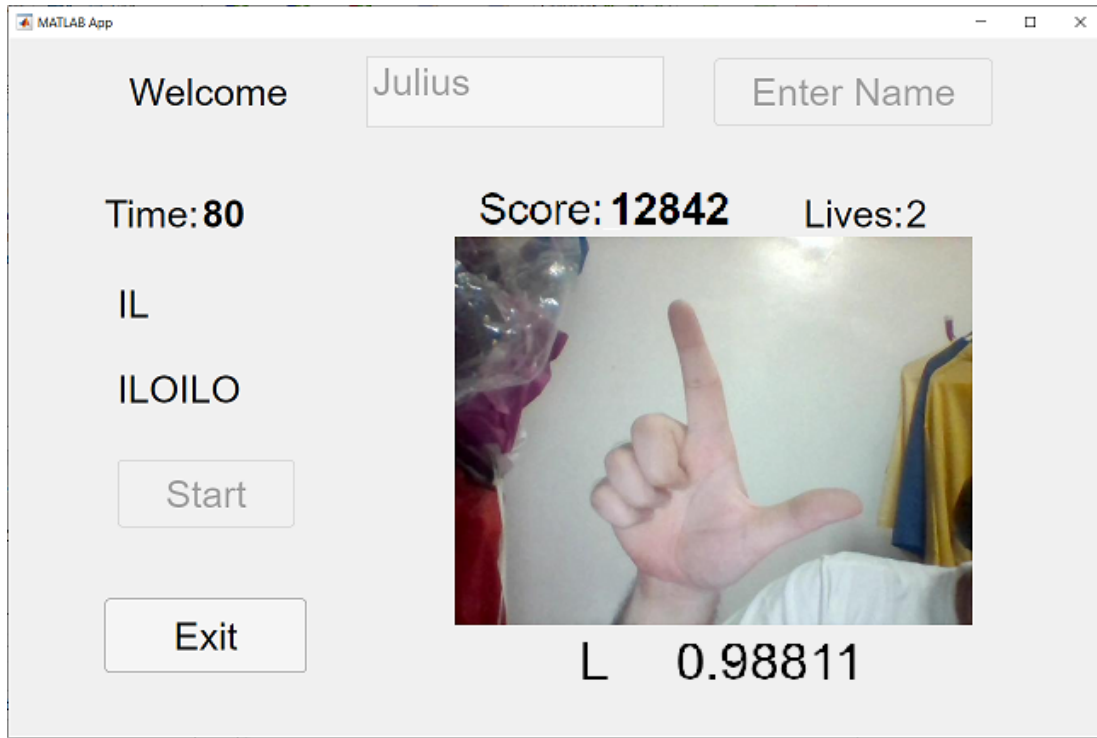 MATLAB App
Welcome Julius Enter Name
Time: 80 Score: 12842 Lives: 2
IL
ILOILO
Start
Exit
L 0.98811